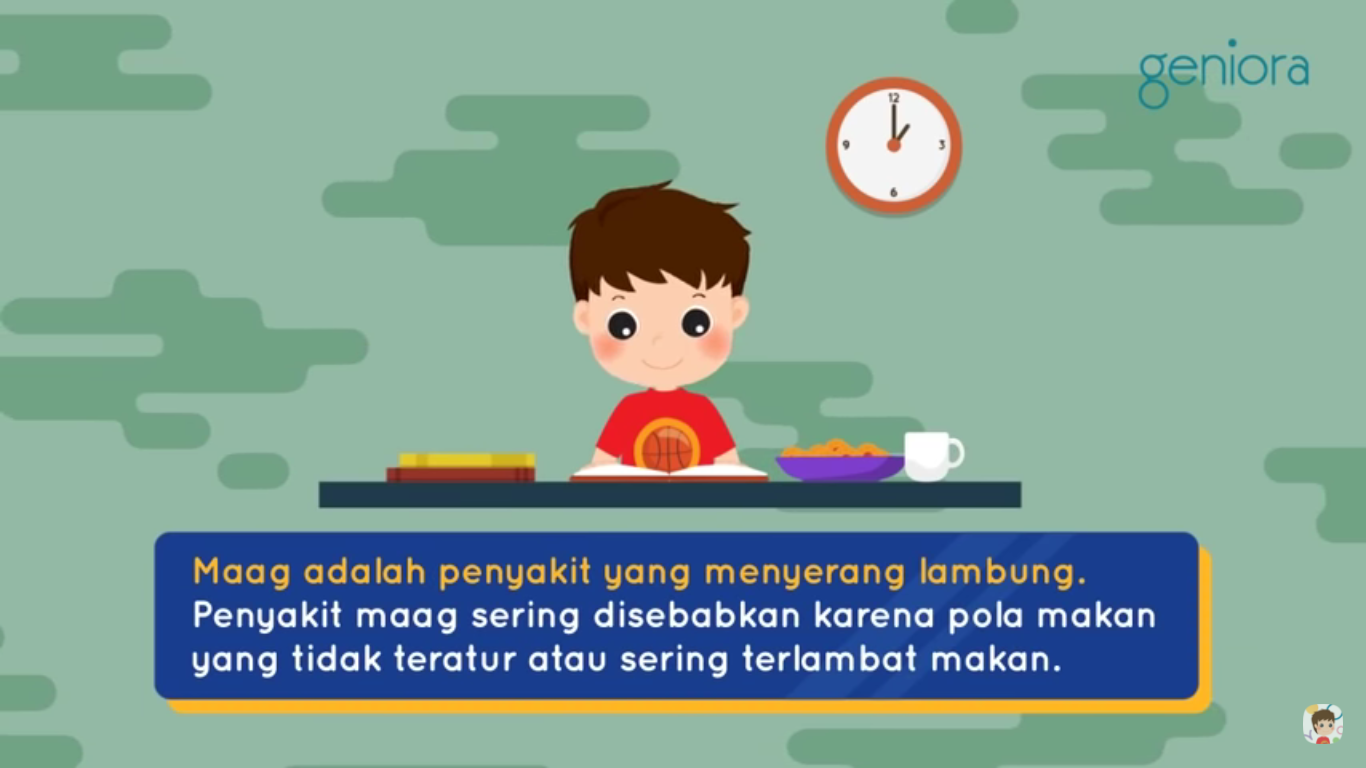 geniora
12
9 3
6
Maag adalah penyakit yang menyerang lambung.
Penyakit maag sering disebabkan karena pola makan
yang tidak teratur atau sering terlambat makan.